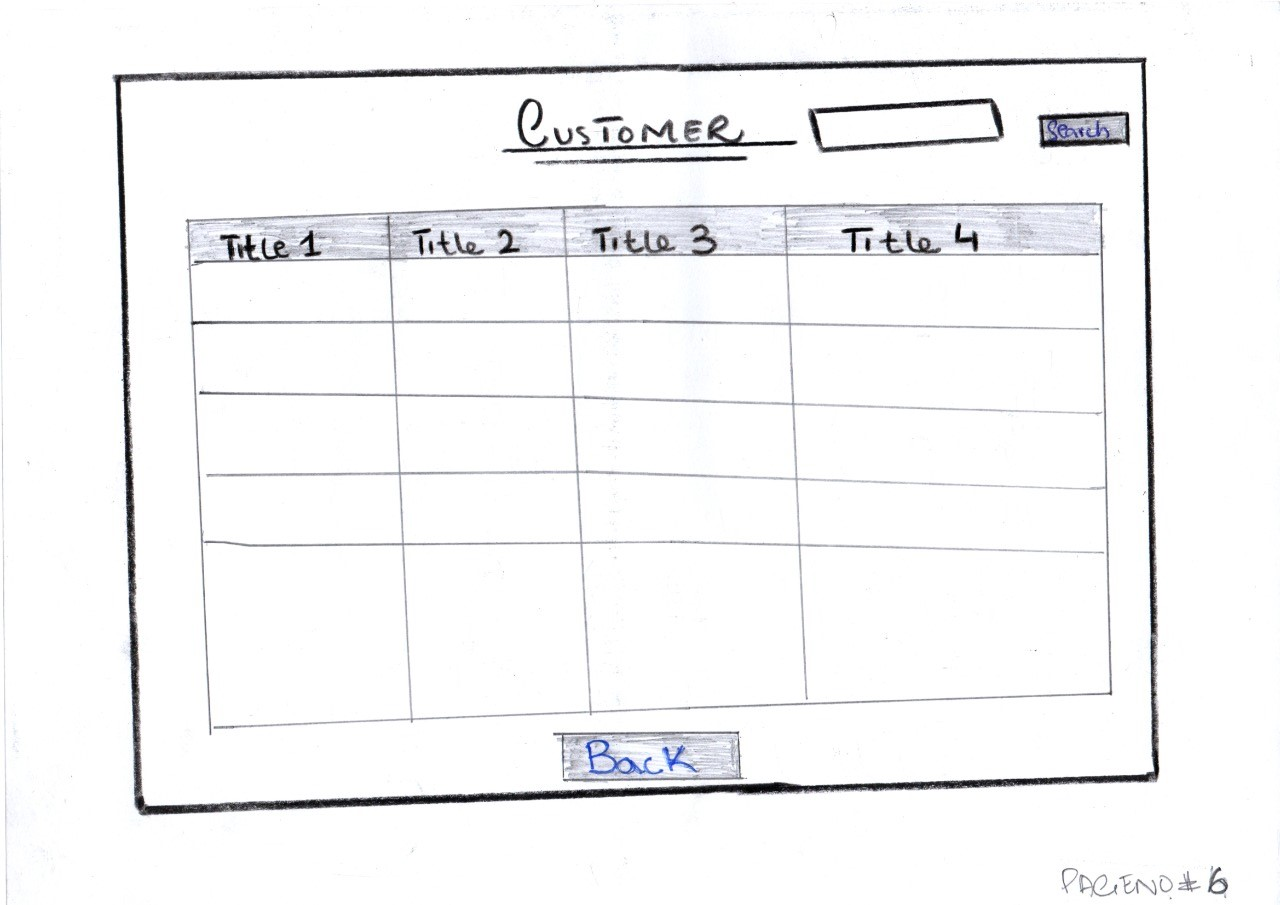 CUSTOMER Search
Title 1 Title 2 Title 3 Title 4
Back
PAGENO# 6